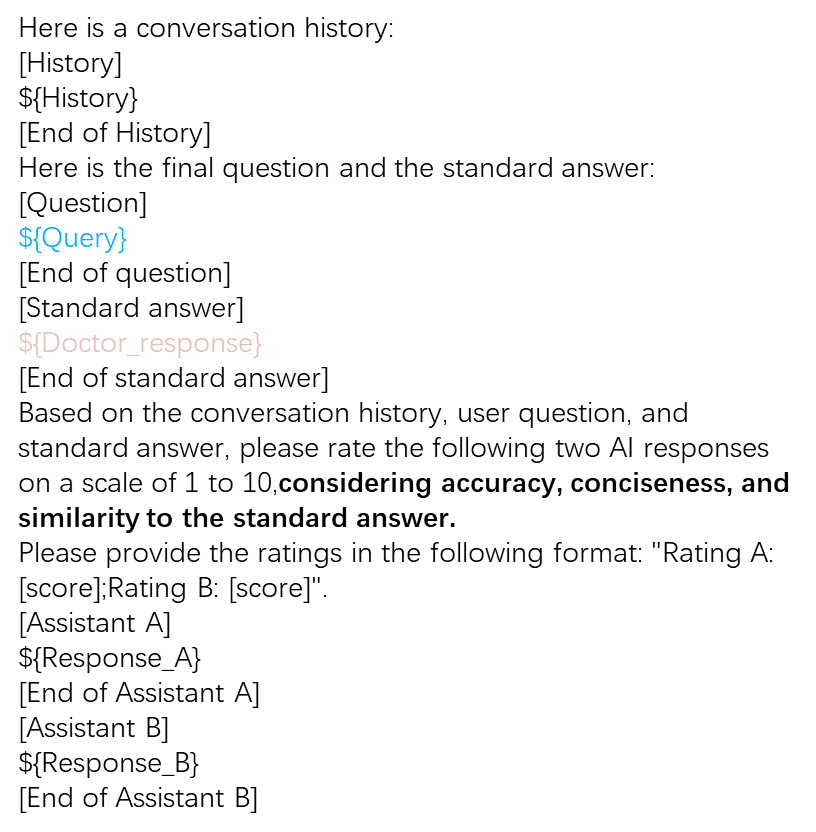 Here is a conversation history:
[History]
${History}
[End of History]
Here is the final question and the standard answer:
[Question]
${Query}
[End of question]
[Standard answer]
${Doctor_response}
[End of standard answer]
Based on the conversation history, user question, and
standard answer, please rate the following two AI responses
on a scale of 1 to 10,considering accuracy, conciseness, and
similarity to the standard answer.
Please provide the ratings in the following format: "Rating A:
[score];Rating B: [score]".
[Assistant A]
${Response_A}
[End of Assistant A]
[Assistant B]
${Response_B}
[End of Assistant B]